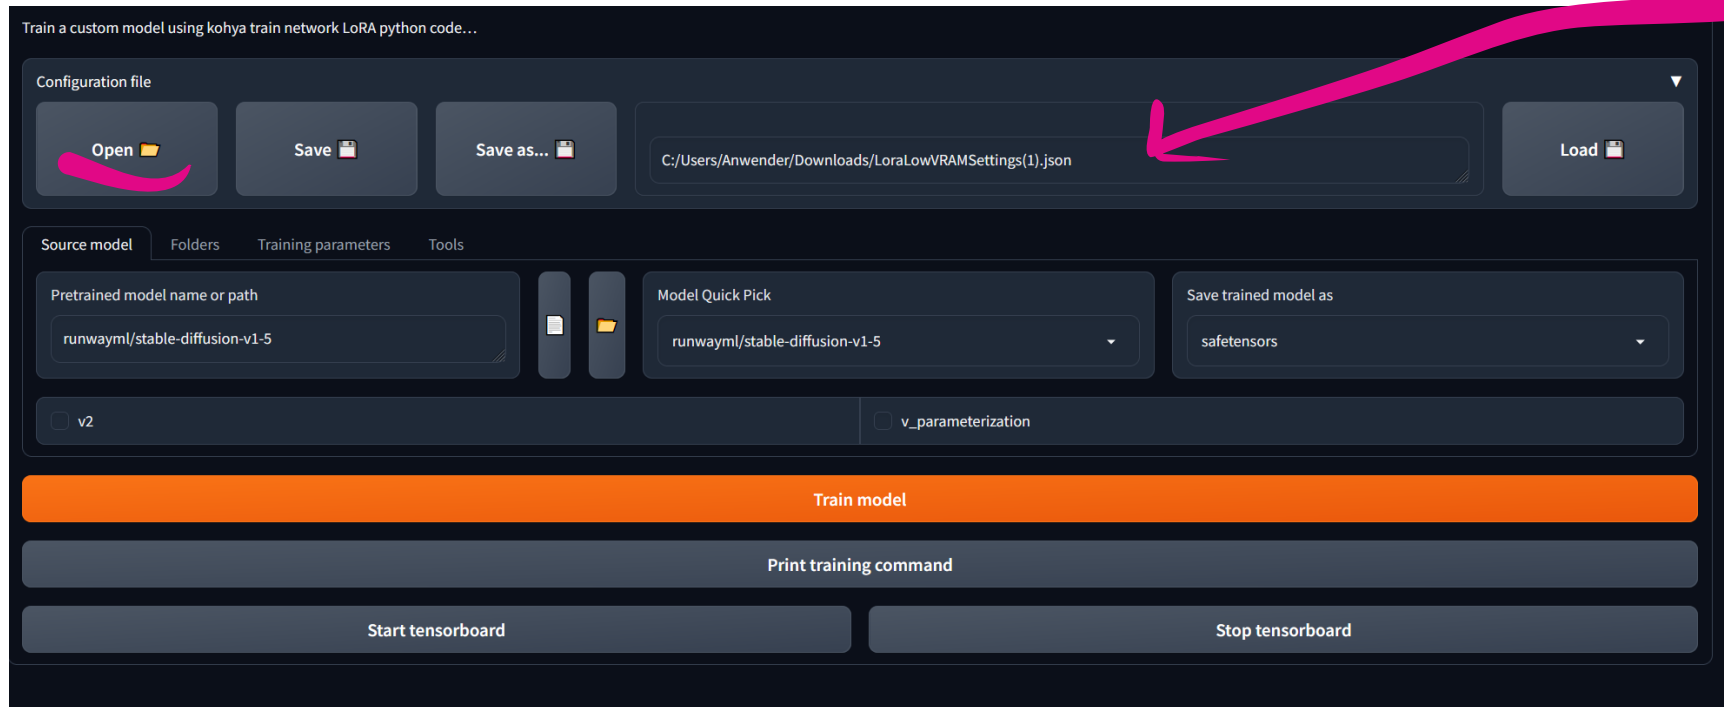 Train a custom model using kohya train network LoRA python code...
Configuration file
▼
Open 📂
Save 💾
Save as... 💾
C:/Users/Anwender/Downloads/LoraLowVRAMSettings(1).json
Load 💾
Source model
Folders
Training parameters
Tools
Pretrained model name or path
runwayml/stable-diffusion-v1-5
📄
📂
Model Quick Pick
runwayml/stable-diffusion-v1-5
Save trained model as
safetensors
v2
v_parameterization
Train model
Print training command
Start tensorboard
Stop tensorboard